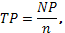 TP = NP/n,